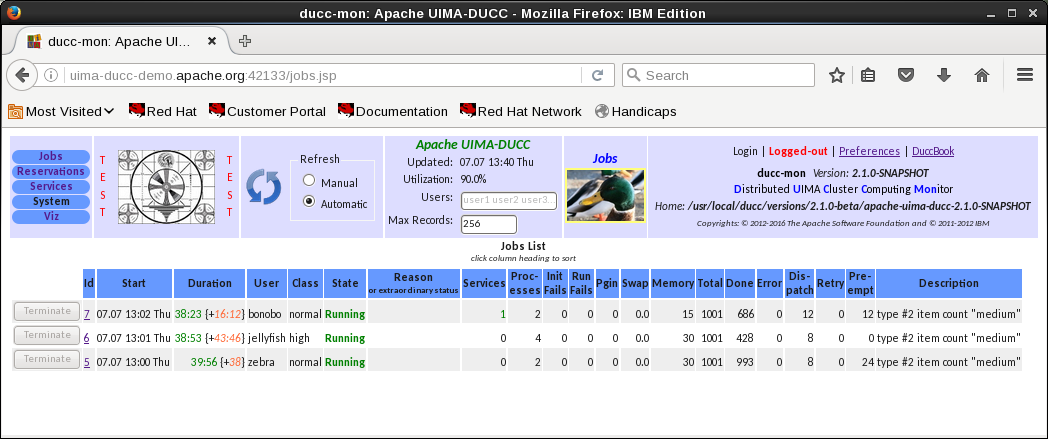 ducc-mon: Apache UIMA-DUCC - Mozilla Firefox: IBM Edition
ducc-mon: Apache UI...
uima-ducc-demo.apache.org:42133/jobs.jsp
Search
Most Visited
Red Hat
Customer Portal
Documentation
Red Hat Network
Handicaps
Jobs
Reservations
Services
System
Viz
TEST
TEST
Refresh
Manual
Automatic
Apache UIMA-DUCC
Updated: 07.07 13:40 Thu
Utilization: 90.0%
Users: user1 user2 user3...
Max Records: 256
Jobs
Login | Logged-out | Preferences | DuccBook
ducc-mon Version: 2.1.0-SNAPSHOT
Distributed UIMA Cluster Computing Monitor
Home: /usr/local/ducc/versions/2.1.0-beta/apache-uima-ducc-2.1.0-SNAPSHOT
Copyrights: © 2012-2016 The Apache Software Foundation and © 2011-2012 IBM
Jobs List
click column heading to sort
Id Start Duration User Class State Reason or extraordinary status Services Proc-esses Init Fails Run Fails Pgin Swap Memory Total Done Error Dis-patch Retry Pre-empt Description
Terminate 7 07.07 13:02 Thu 38:23 {+16:12} bonobo normal Running 1 2 0 0 0 0.0 15 1001 686 0 12 0 12 type #2 item count "medium"
Terminate 6 07.07 13:01 Thu 38:53 {+43:46} jellyfish high Running 0 4 0 0 0 0.0 30 1001 428 0 8 0 0 type #2 item count "medium"
Terminate 5 07.07 13:00 Thu 39:56 {+38} zebra normal Running 0 2 0 0 0 0.0 30 1001 993 0 8 0 24 type #2 item count "medium"